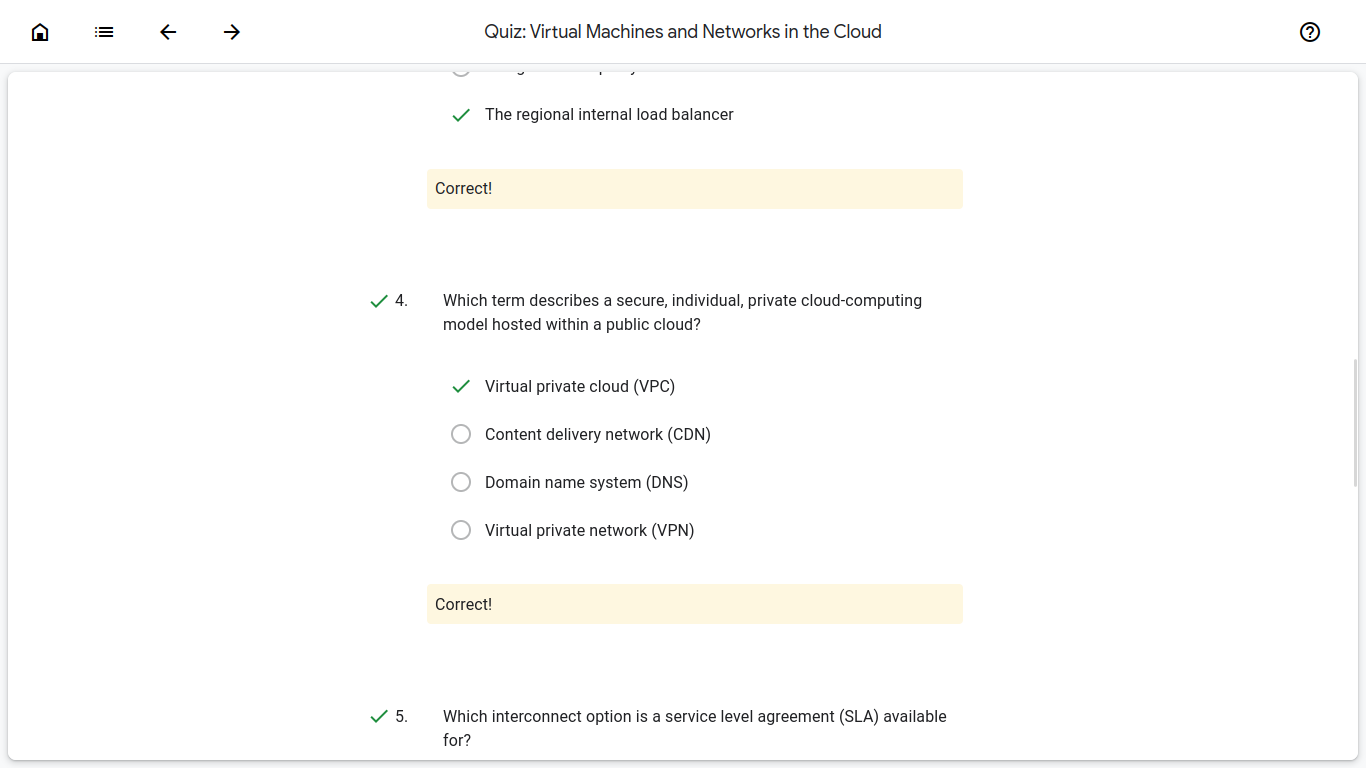 Quiz: Virtual Machines and Networks in the Cloud
The regional internal load balancer
Correct!
4. Which term describes a secure, individual, private cloud-computing
model hosted within a public cloud?
Virtual private cloud (VPC)
Content delivery network (CDN)
Domain name system (DNS)
Virtual private network (VPN)
Correct!
5. Which interconnect option is a service level agreement (SLA) available
for?